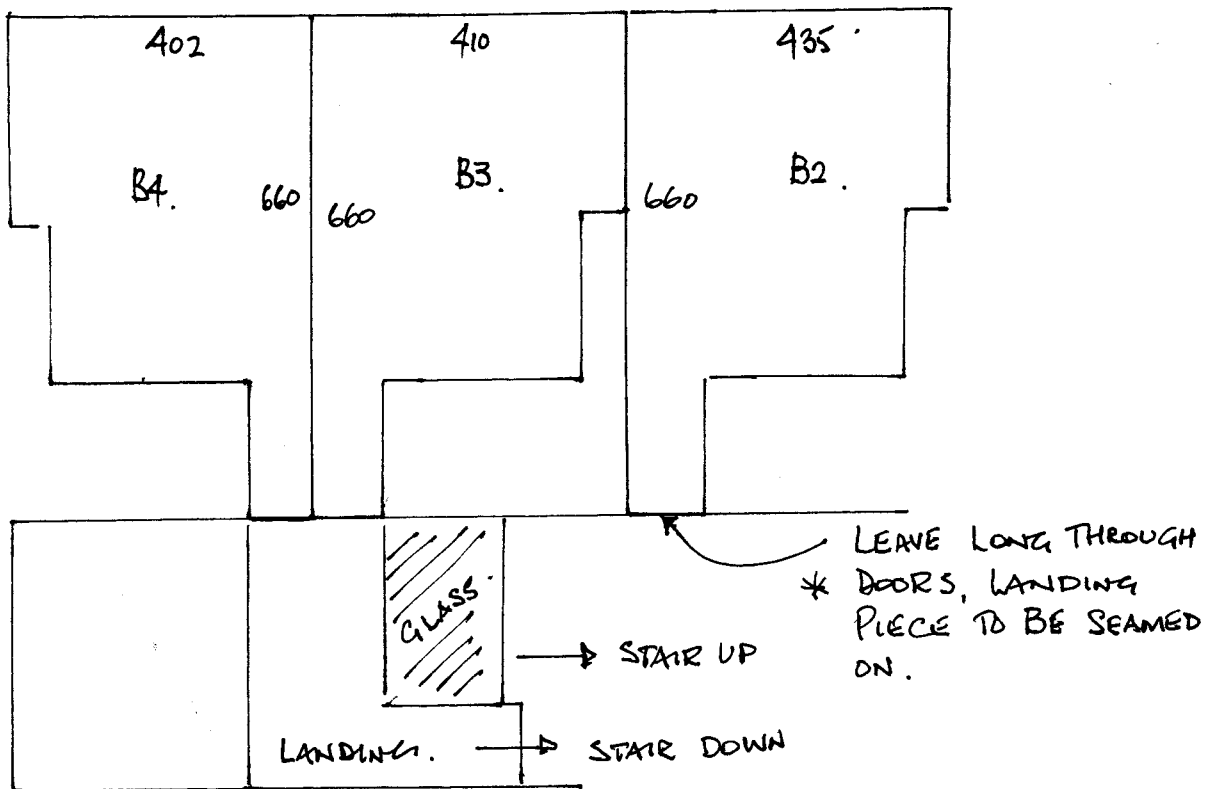 402
410
435
B4.
660
660
B3.
660
B2.
GLASS.
LEAVE LONG THROUGH
* DOORS, LANDING
PIECE TO BE SEAMED
ON.
STAIR UP
LANDING.
STAIR DOWN